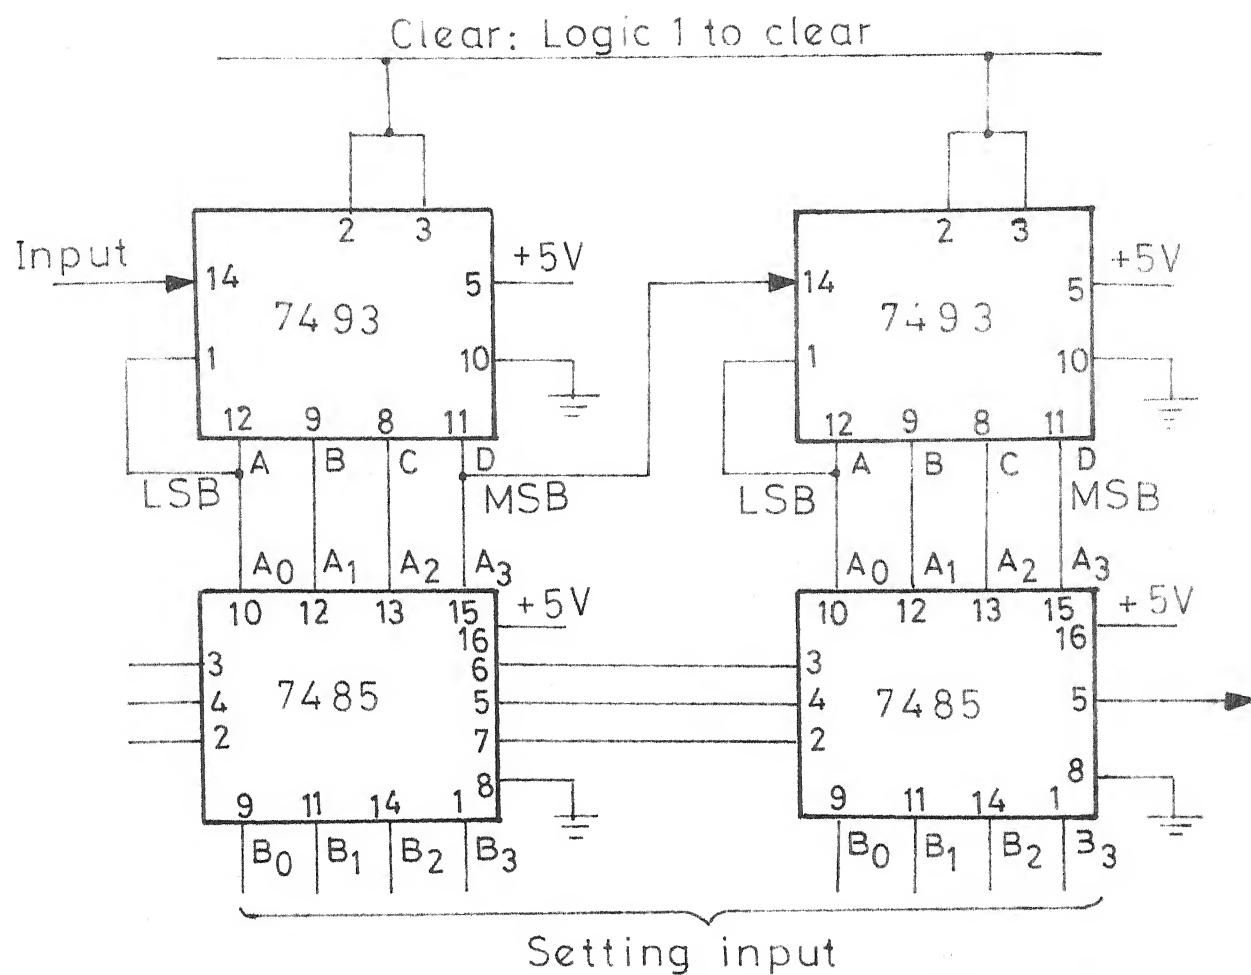 Clear: Logic 1 to clear
2 3 2 3
Input 14 5 +5V 14 5 +5V
7493 7493
1 10 1 10
12 9 8 11 12 9 8 11
A B C D A B C D
LSB MSB LSB MSB
A0 A1 A2 A3 A0 A1 A2 A3
10 12 13 15 +5V 10 12 13 15 +5V
16 16
3 6 3
4 7485 5 4 7485 5
2 7 2
8 8
9 11 14 1 9 11 14 1
B0 B1 B2 B3 B0 B1 B2 B3
Setting input